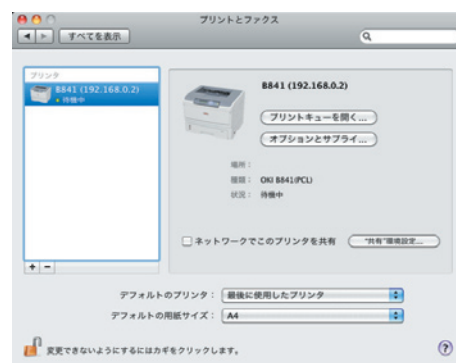 プリントとファクス
すべてを表示
プリンタ
B841 (192.168.0.2)
待機中
B841 (192.168.0.2)
プリントキューを開く...
オプションとサプライ...
場所：
種類： OKI B841(PCL)
状況： 待機中
ネットワークでこのプリンタを共有
"共有"環境設定...
+ −
デフォルトのプリンタ： 最後に使用したプリンタ
デフォルトの用紙サイズ： A4
変更できないようにするにはカギをクリックします。
?